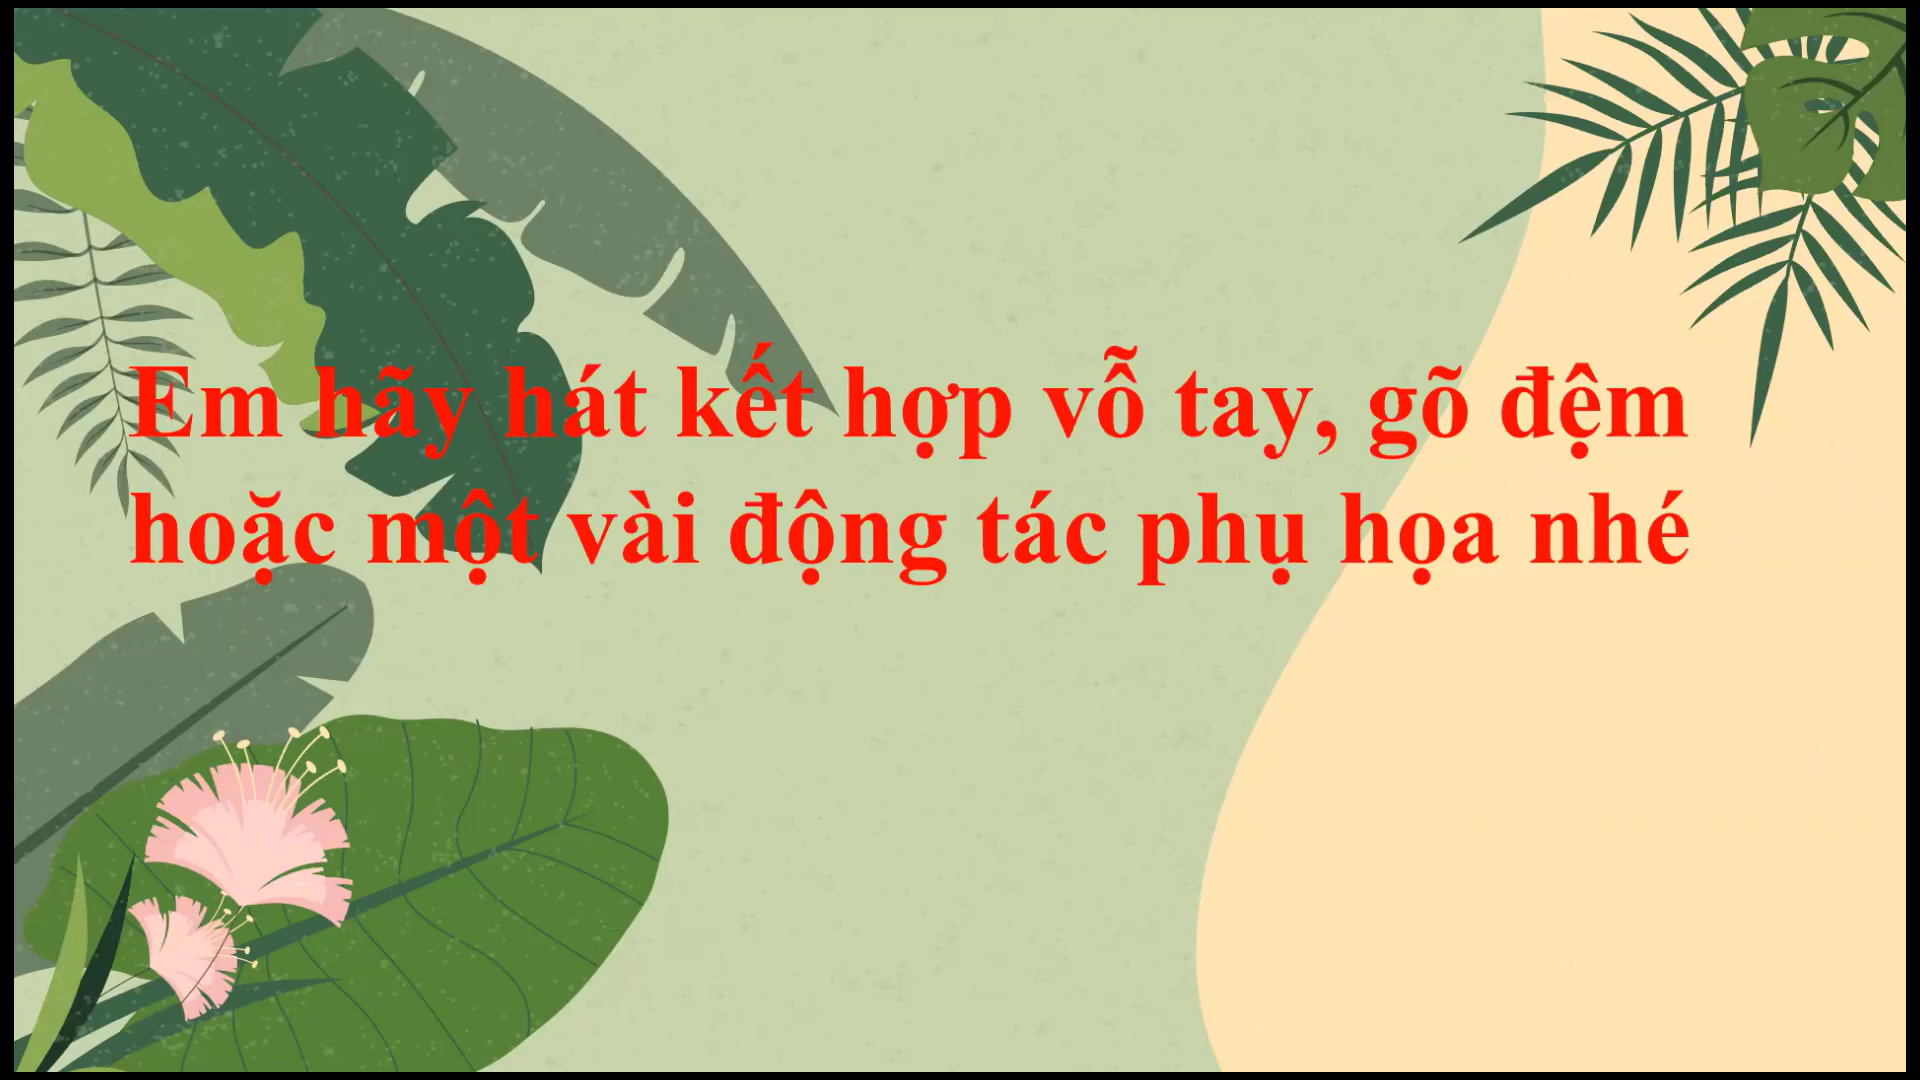 Em hãy hát kết hợp vỗ tay, gõ đệm
hoặc một vài động tác phụ họa nhé